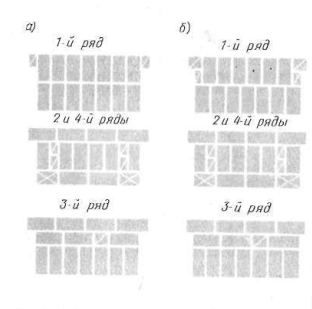 а)
б)
1-й ряд
1-й ряд
2 и 4-й ряды
2 и 4-й ряды
3-й ряд
3-й ряд